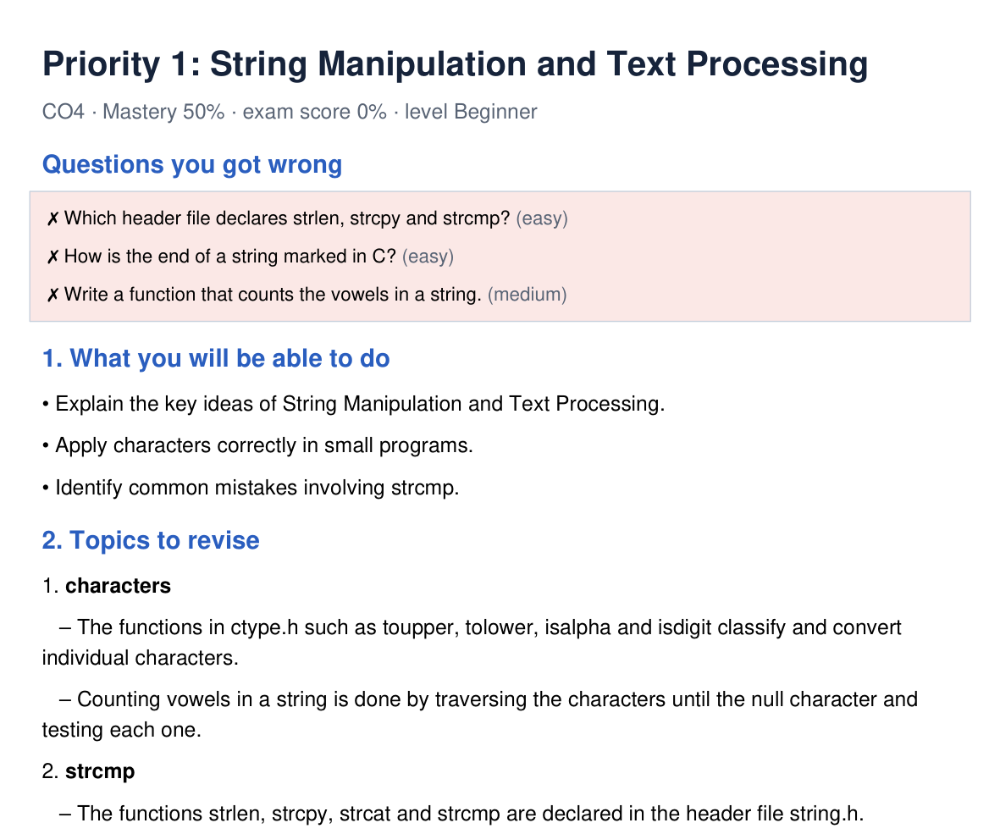 Priority 1: String Manipulation and Text Processing
CO4 · Mastery 50% · exam score 0% · level Beginner
Questions you got wrong
✗ Which header file declares strlen, strcpy and strcmp? (easy)
✗ How is the end of a string marked in C? (easy)
✗ Write a function that counts the vowels in a string. (medium)
1. What you will be able to do
• Explain the key ideas of String Manipulation and Text Processing.
• Apply characters correctly in small programs.
• Identify common mistakes involving strcmp.
2. Topics to revise
1. characters
– The functions in ctype.h such as toupper, tolower, isalpha and isdigit classify and convert
individual characters.
– Counting vowels in a string is done by traversing the characters until the null character and
testing each one.
2. strcmp
– The functions strlen, strcpy, strcat and strcmp are declared in the header file string.h.